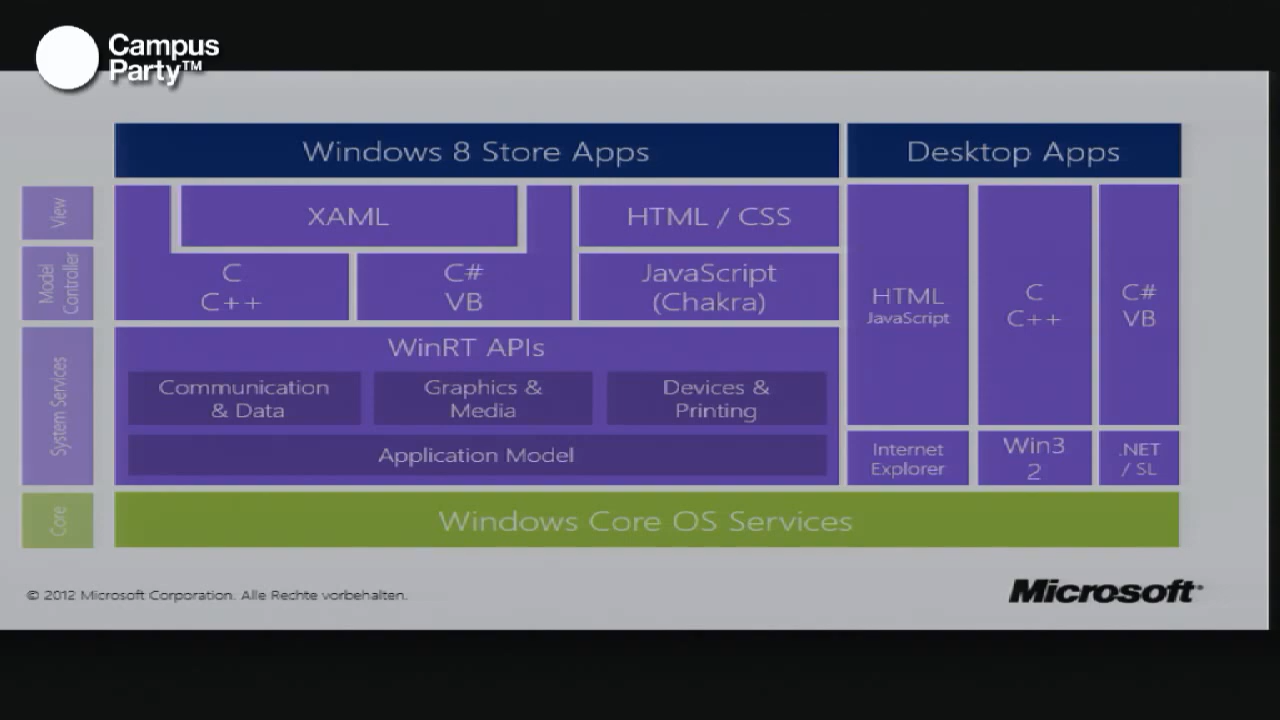 Campus
Party™
Windows 8 Store Apps
Desktop Apps
View
XAML
HTML / CSS
Model
Controller
C
C++
C#
VB
JavaScript
(Chakra)
HTML
JavaScript
C
C++
C#
VB
System Services
WinRT APIs
Communication
& Data
Graphics &
Media
Devices &
Printing
Application Model
Internet
Explorer
Win3
2
.NET
/ SL
Core
Windows Core OS Services
© 2012 Microsoft Corporation. Alle Rechte vorbehalten.
Microsoft®